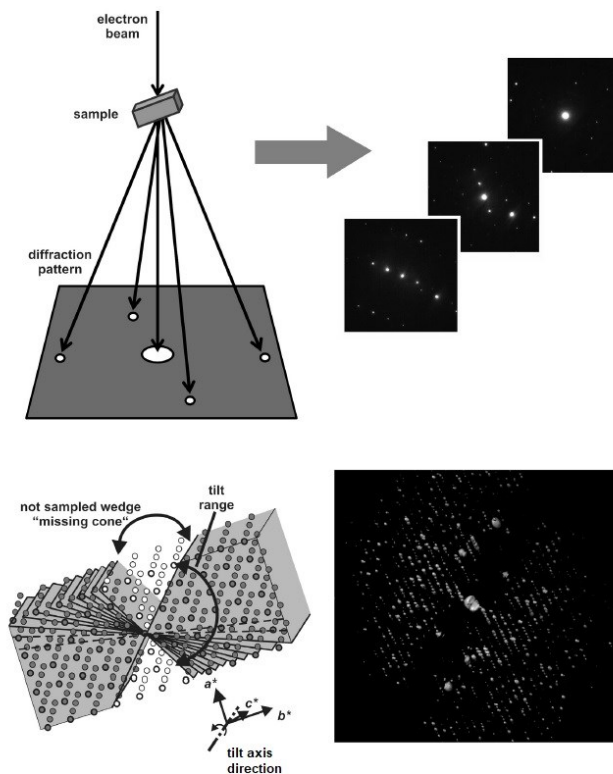 electron
beam
sample
diffraction
pattern
not sampled wedge
"missing cone"
tilt
range
a*
c*
b*
tilt axis
direction